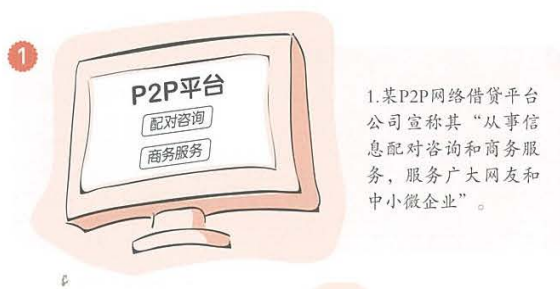 1
P2P平台
配对咨询
商务服务
1.某P2P网络借贷平台
公司宣称其“从事信
息配对咨询和商务服
务，服务广大网友和
中小微企业”。